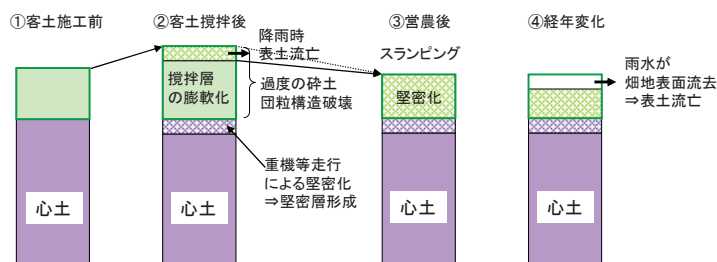 ①客土施工前
②客土撹拌後
降雨時
表土流亡
撹拌層
の膨軟化
過度の砕土
団粒構造破壊
重機等走行
による堅密化
⇒堅密層形成
③営農後
スランピング
堅密化
④経年変化
雨水が
畑地表面流去
⇒表土流亡
心土
心土
心土
心土